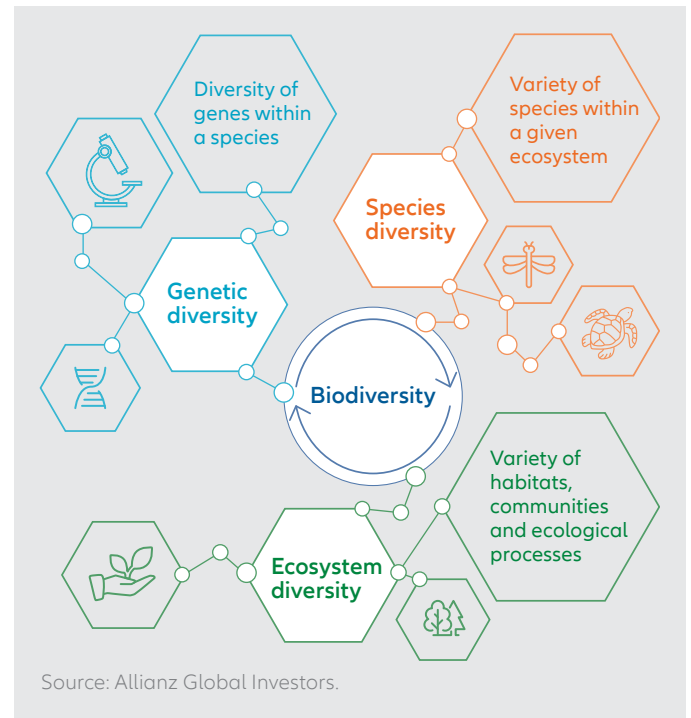 Diversity of
genes within
a species
Variety of
species within
a given
ecosystem
Species
diversity
Genetic
diversity
Biodiversity
Variety of
habitats,
communities
and ecological
processes
Ecosystem
diversity
Source: Allianz Global Investors.